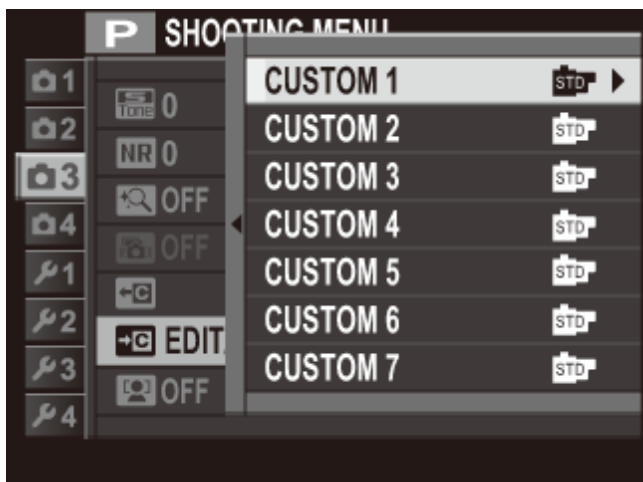 P SHOOTING MENU
1
2
3
4
1
2
3
4
S Tone 0
NR 0
OFF
OFF
C
C EDIT
OFF
CUSTOM 1 STD
CUSTOM 2 STD
CUSTOM 3 STD
CUSTOM 4 STD
CUSTOM 5 STD
CUSTOM 6 STD
CUSTOM 7 STD